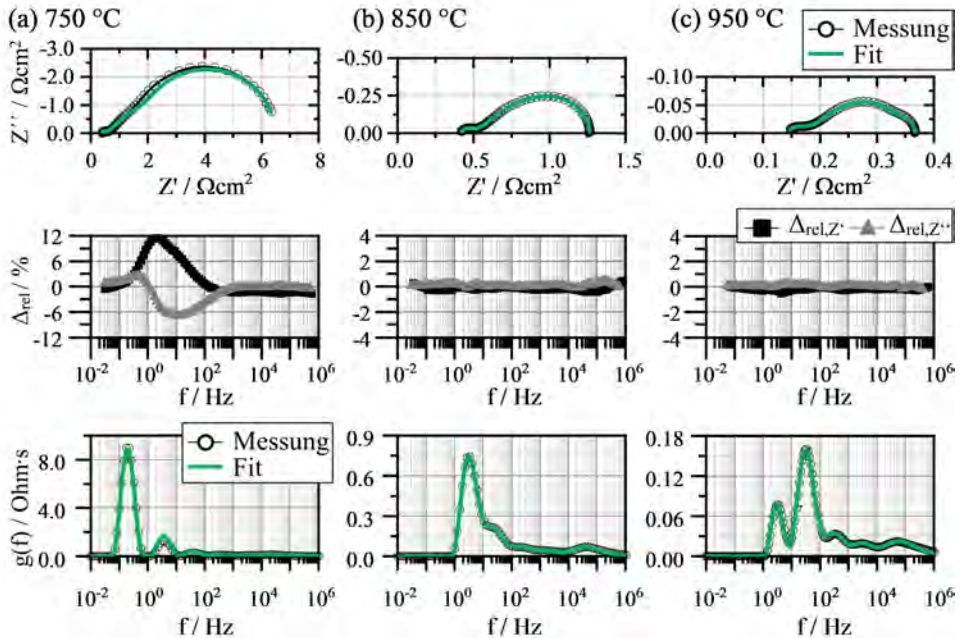 (a) 750 °C
(b) 850 °C
(c) 950 °C
Z'' / Ωcm²
-3.0
-2.0
-1.0
0.0
0 2 4 6 8
Z' / Ωcm²
-0.50
-0.25
0.00
0.0 0.5 1.0 1.5
Z' / Ωcm²
Messung
Fit
-0.10
-0.05
0.00
0.0 0.1 0.2 0.3 0.4
Z' / Ωcm²
Δrel / %
12
6
0
-6
-12
10⁻² 10⁰ 10² 10⁴ 10⁶
f / Hz
4
2
0
-2
-4
10⁻² 10⁰ 10² 10⁴ 10⁶
f / Hz
Δrel,Z' Δrel,Z''
4
2
0
-2
-4
10⁻² 10⁰ 10² 10⁴ 10⁶
f / Hz
g(f) / Ohm·s
Messung
Fit
8.0
4.0
0.0
10⁻² 10⁰ 10² 10⁴ 10⁶
f / Hz
0.9
0.6
0.3
0.0
10⁻² 10⁰ 10² 10⁴ 10⁶
f / Hz
0.18
0.12
0.06
0.00
10⁻² 10⁰ 10² 10⁴ 10⁶
f / Hz